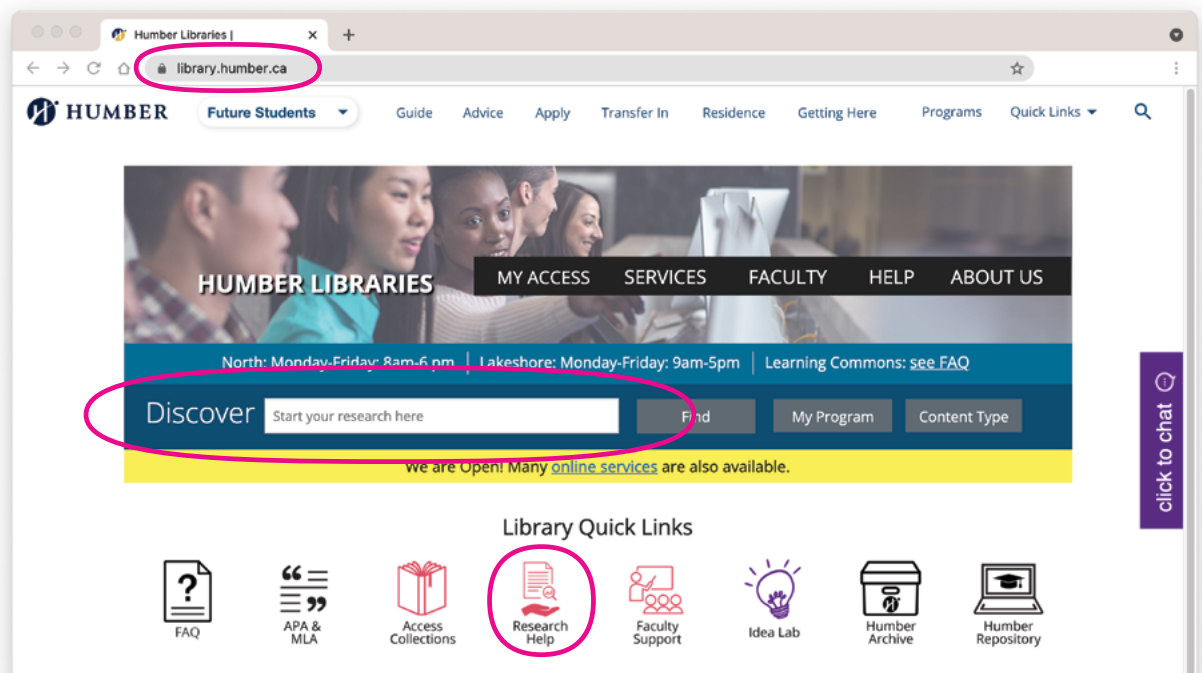 Humber Libraries |
library.humber.ca
HUMBER Future Students Guide Advice Apply Transfer In Residence Getting Here Programs Quick Links
HUMBER LIBRARIES
MY ACCESS SERVICES FACULTY HELP ABOUT US
North: Monday-Friday: 8am-6 pm | Lakeshore: Monday-Friday: 9am-5pm | Learning Commons: see FAQ
Discover Start your research here Find My Program Content Type
We are Open! Many online services are also available.
click to chat
Library Quick Links
FAQ
APA &
MLA
Access
Collections
Research
Help
Faculty
Support
Idea Lab
Humber
Archive
Humber
Repository